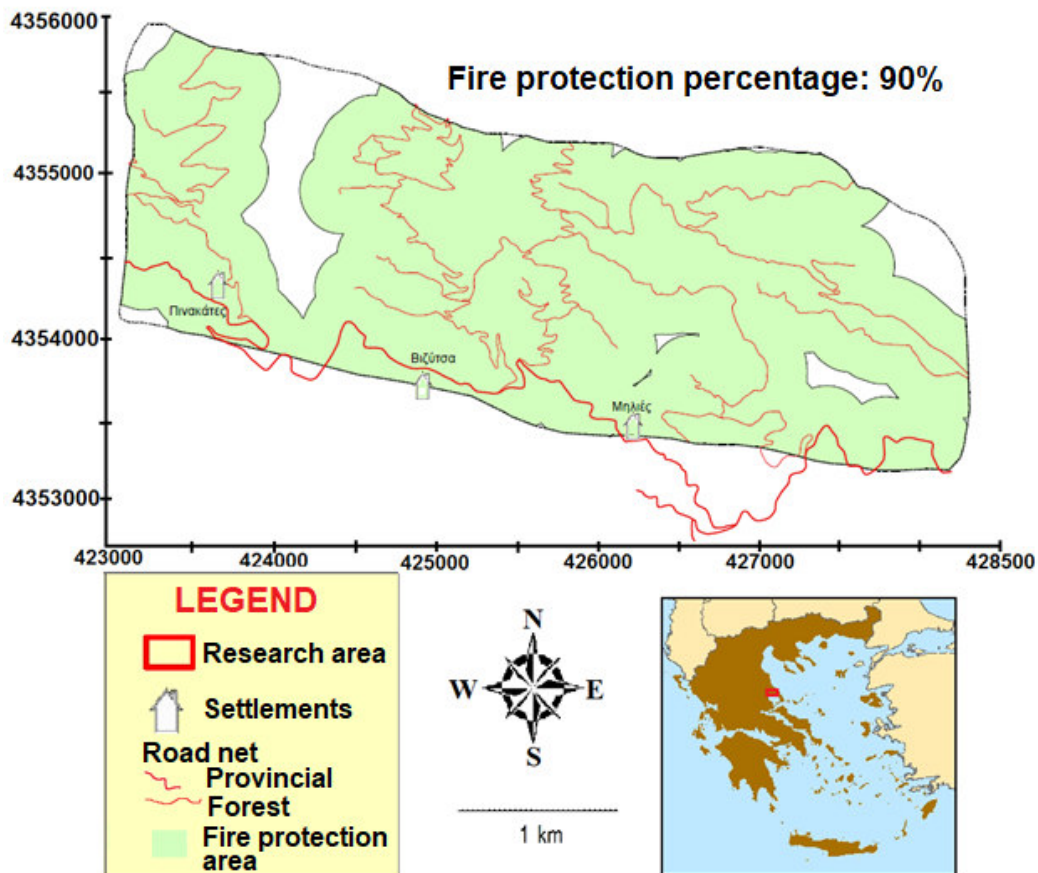 4356000
Fire protection percentage: 90%
4355000
Πινακάτες
4354000
Βιζύτσα
Μηλιές
4353000
423000 424000 425000 426000 427000 428500
LEGEND
Research area
Settlements
Road net
Provincial
Forest
Fire protection
area
N
W E
S
1 km